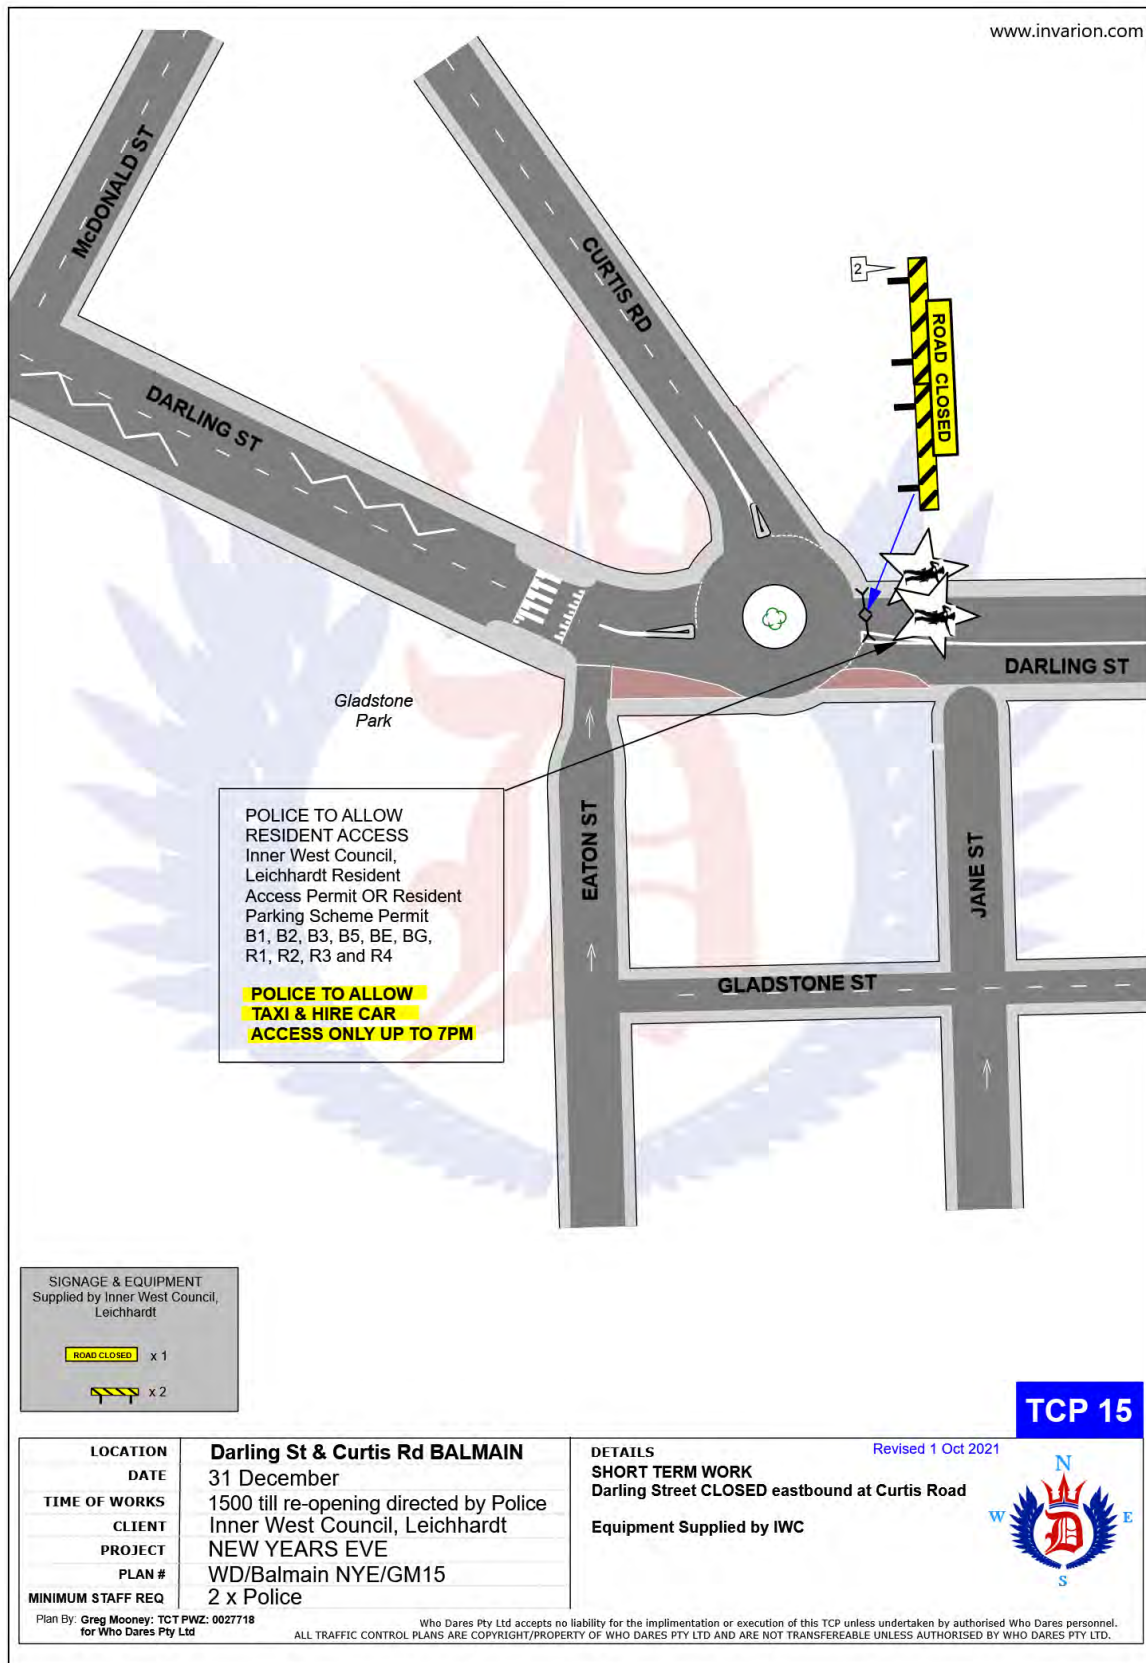 www.invarion.com
McDONALD ST
CURTIS RD
2
ROAD CLOSED
DARLING ST
DARLING ST
Gladstone
Park
POLICE TO ALLOW
RESIDENT ACCESS
Inner West Council,
Leichhardt Resident
Access Permit OR Resident
Parking Scheme Permit
B1, B2, B3, B5, BE, BG,
R1, R2, R3 and R4
POLICE TO ALLOW
TAXI & HIRE CAR
ACCESS ONLY UP TO 7PM
EATON ST
JANE ST
GLADSTONE ST
SIGNAGE & EQUIPMENT
Supplied by Inner West Council,
Leichhardt
ROAD CLOSED x 1
x 2
TCP 15
LOCATION Darling St & Curtis Rd BALMAIN
DATE 31 December
TIME OF WORKS 1500 till re-opening directed by Police
CLIENT Inner West Council, Leichhardt
PROJECT NEW YEARS EVE
PLAN # WD/Balmain NYE/GM15
MINIMUM STAFF REQ 2 x Police
DETAILS
Revised 1 Oct 2021
SHORT TERM WORK
Darling Street CLOSED eastbound at Curtis Road
Equipment Supplied by IWC
N
W D E
S
Plan By: Greg Mooney: TCT PWZ: 0027718
for Who Dares Pty Ltd
Who Dares Pty Ltd accepts no liability for the implimentation or execution of this TCP unless undertaken by authorised Who Dares personnel.
ALL TRAFFIC CONTROL PLANS ARE COPYRIGHT/PROPERTY OF WHO DARES PTY LTD AND ARE NOT TRANSFEREABLE UNLESS AUTHORISED BY WHO DARES PTY LTD.